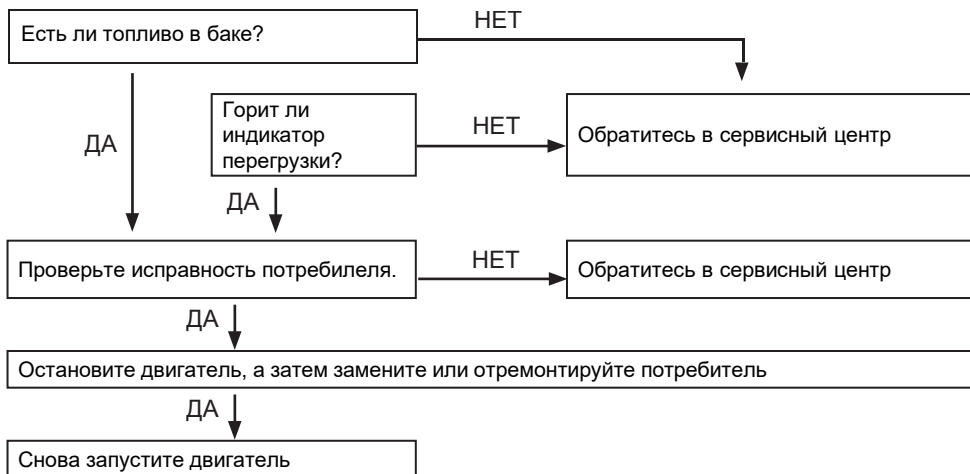 Есть ли топливо в баке?
НЕТ
Горит ли
индикатор
перегрузки?
НЕТ
Обратитесь в сервисный центр
ДА
ДА
Проверьте исправность потребилеля.
НЕТ
Обратитесь в сервисный центр
ДА
Остановите двигатель, а затем замените или отремонтируйте потребитель
ДА
Снова запустите двигатель